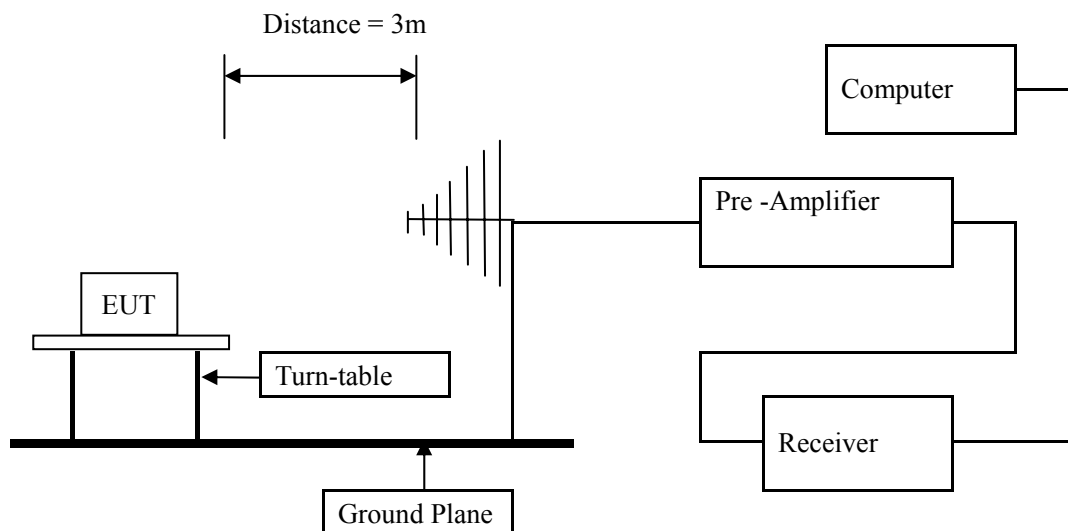 Distance = 3m
Computer
Pre -Amplifier
EUT
Turn-table
Receiver
Ground Plane